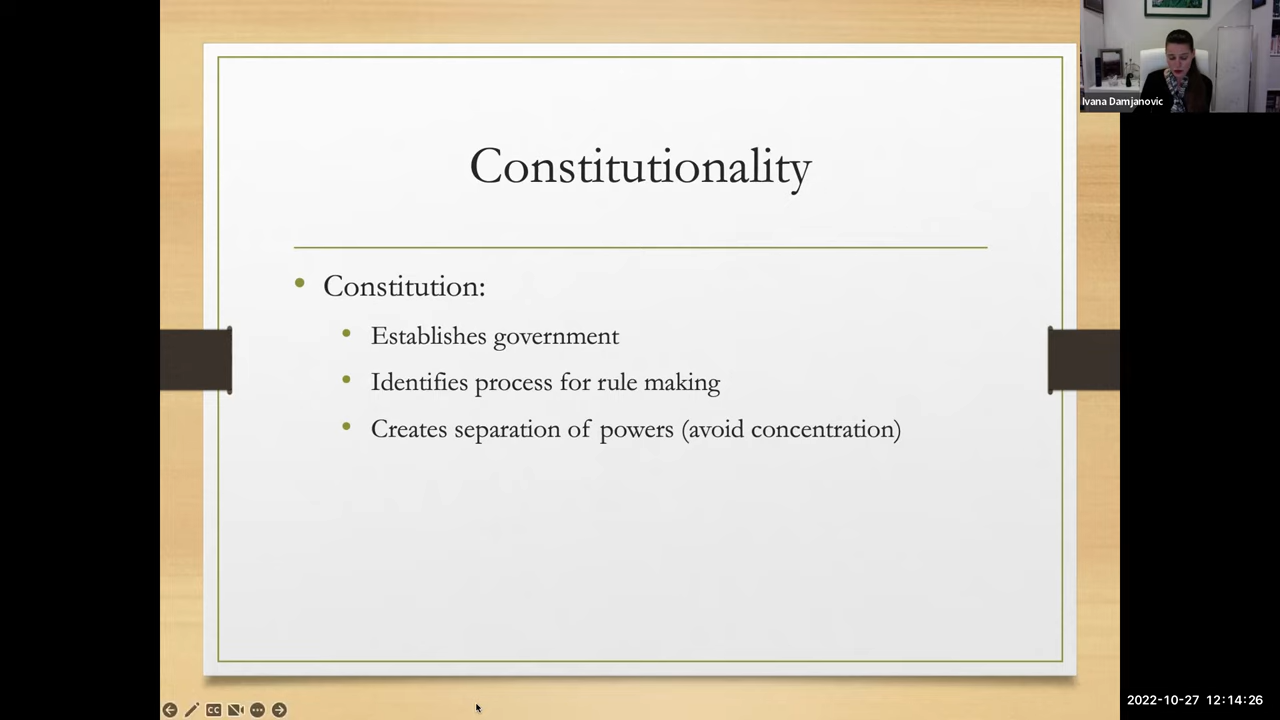 Ivana Damjanovic
Constitutionality
Constitution:
Establishes government
Identifies process for rule making
Creates separation of powers (avoid concentration)
CC
2022-10-27 12:14:26